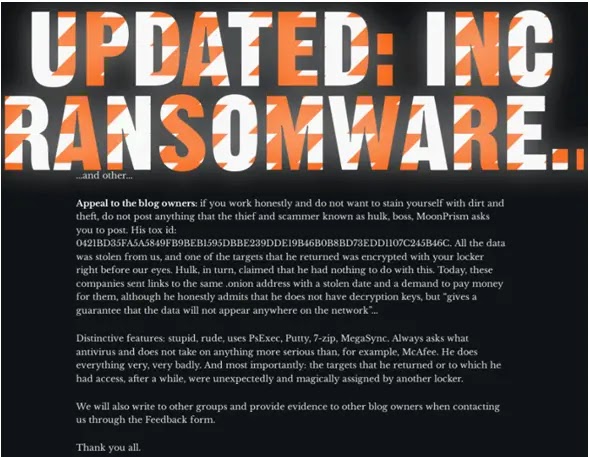 UPDATED: INC
RANSOMWARE...
...and other...
Appeal to the blog owners: if you work honestly and do not want to stain yourself with dirt and
theft, do not post anything that the thief and scammer known as hulk, boss, MoonPrism asks
you to post. His tox id:
0421BD35FA5A5849FB9BEB1595DBBE239DDE19B46B0B8BD73EDD1107C245B46C. All the data
was stolen from us, and one of the targets that he returned was encrypted with your locker
right before our eyes. Hulk, in turn, claimed that he had nothing to do with this. Today, these
companies sent links to the same .onion address with a stolen date and a demand to pay money
for them, although he honestly admits that he does not have decryption keys, but "gives a
guarantee that the data will not appear anywhere on the network"...
Distinctive features: stupid, rude, uses PsExec, Putty, 7-zip, MegaSync. Always asks what
antivirus and does not take on anything more serious than, for example, McAfee. He does
everything very, very badly. And most importantly: the targets that he returned or to which he
had access, after a while, were unexpectedly and magically assigned by another locker.
We will also write to other groups and provide evidence to other blog owners when contacting
us through the Feedback form.
Thank you all.